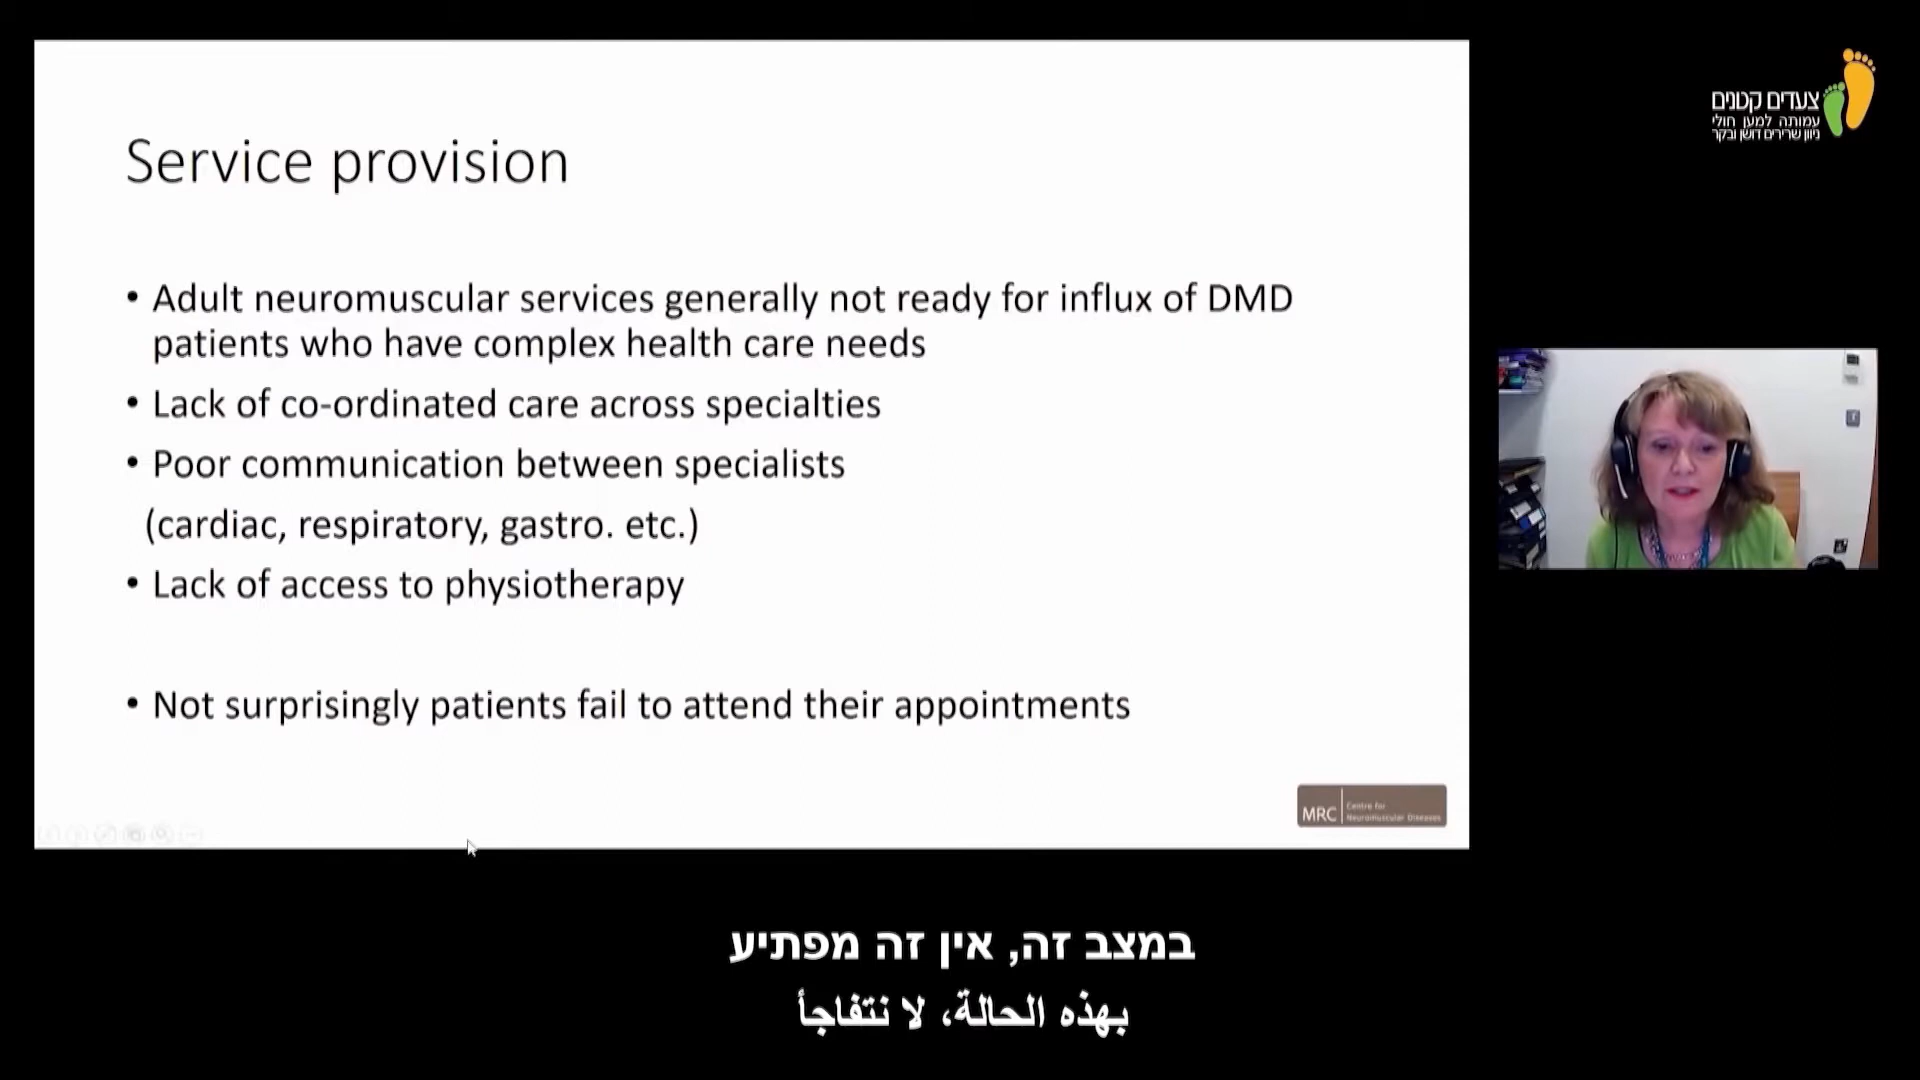 Service provision
• Adult neuromuscular services generally not ready for influx of DMD
patients who have complex health care needs
• Lack of co-ordinated care across specialties
• Poor communication between specialists
(cardiac, respiratory, gastro. etc.)
• Lack of access to physiotherapy
• Not surprisingly patients fail to attend their appointments
MRC
Centre for
Neuromuscular Diseases
צעדים קטנים
עמותה למען חולי
ניוון שרירים דושן ובקר
במצב זה, אין זה מפתיע
بهذه الحالة، لا نتفاجأ